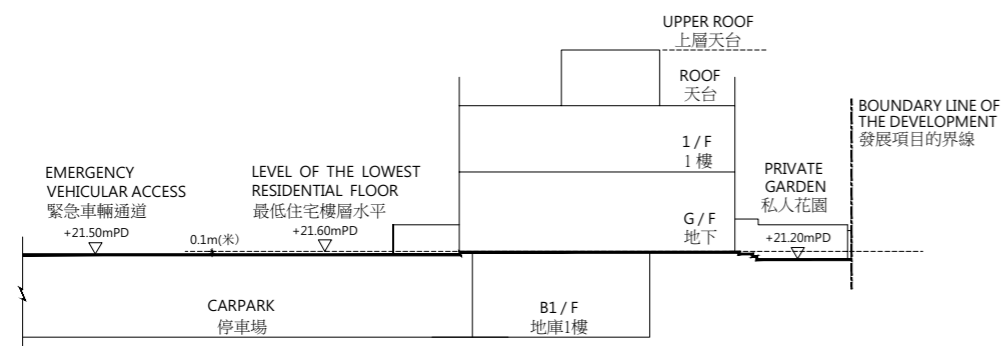 UPPER ROOF
上層天台
ROOF
天台
BOUNDARY LINE OF
THE DEVELOPMENT
發展項目的界線
1 / F
1 樓
EMERGENCY
VEHICULAR ACCESS
緊急車輛通道
+21.50mPD
0.1m(米)
LEVEL OF THE LOWEST
RESIDENTIAL FLOOR
最低住宅樓層水平
+21.60mPD
PRIVATE
GARDEN
私人花園
+21.20mPD
G / F
地下
CARPARK
停車場
B1 / F
地庫1樓